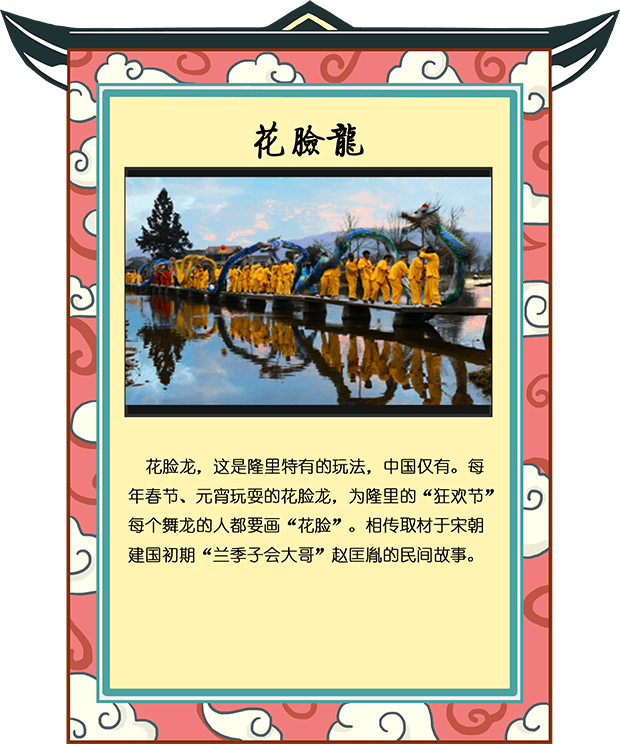 花臉龍
花脸龙，这是隆里特有的玩法，中国仅有。每
年春节、元宵玩耍的花脸龙，为隆里的“狂欢节”
每个舞龙的人都要画“花脸”。相传取材于宋朝
建国初期“兰季子会大哥”赵匡胤的民间故事。